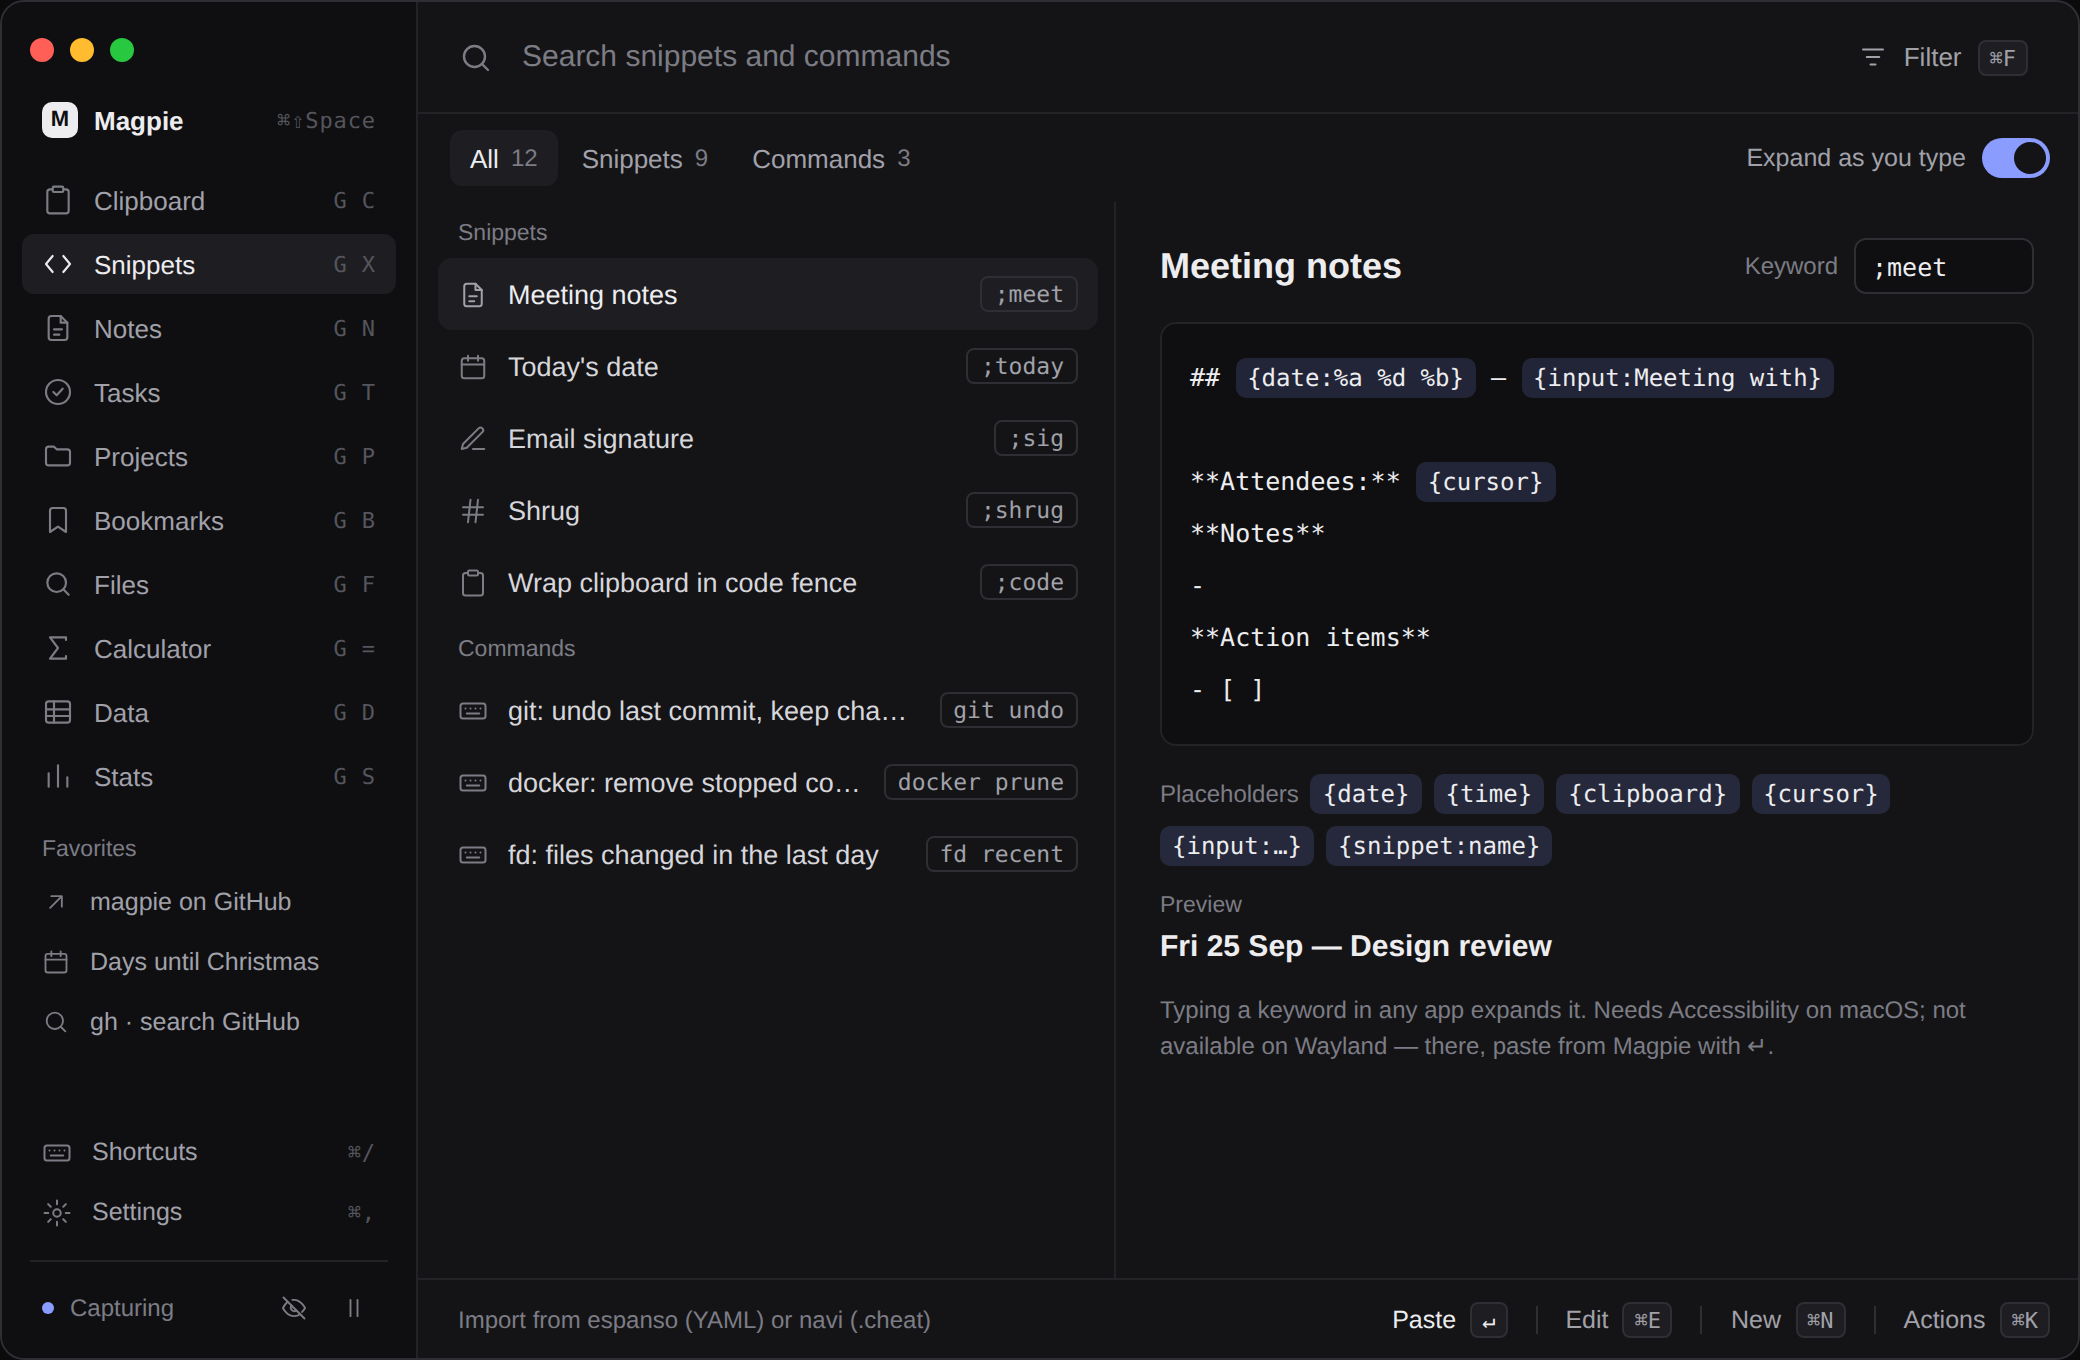 M Magpie ⌘⇧Space
Clipboard G C
Snippets G X
Notes G N
Tasks G T
Projects G P
Bookmarks G B
Files G F
Calculator G =
Data G D
Stats G S
Favorites
magpie on GitHub
Days until Christmas
gh · search GitHub
Shortcuts ⌘/
Settings ⌘,
Capturing
Search snippets and commands
Filter ⌘F
All 12 Snippets 9 Commands 3
Expand as you type
Snippets
Meeting notes ;meet
Today's date ;today
Email signature ;sig
Shrug ;shrug
Wrap clipboard in code fence ;code
Commands
git: undo last commit, keep cha… git undo
docker: remove stopped co… docker prune
fd: files changed in the last day fd recent
Meeting notes
Keyword ;meet
## {date:%a %d %b} — {input:Meeting with}
**Attendees:** {cursor}
**Notes**
-
**Action items**
- [ ]
Placeholders {date} {time} {clipboard} {cursor}
{input:…} {snippet:name}
Preview
Fri 25 Sep — Design review
Typing a keyword in any app expands it. Needs Accessibility on macOS; not
available on Wayland — there, paste from Magpie with ↵.
Import from espanso (YAML) or navi (.cheat)
Paste ↵ Edit ⌘E New ⌘N Actions ⌘K